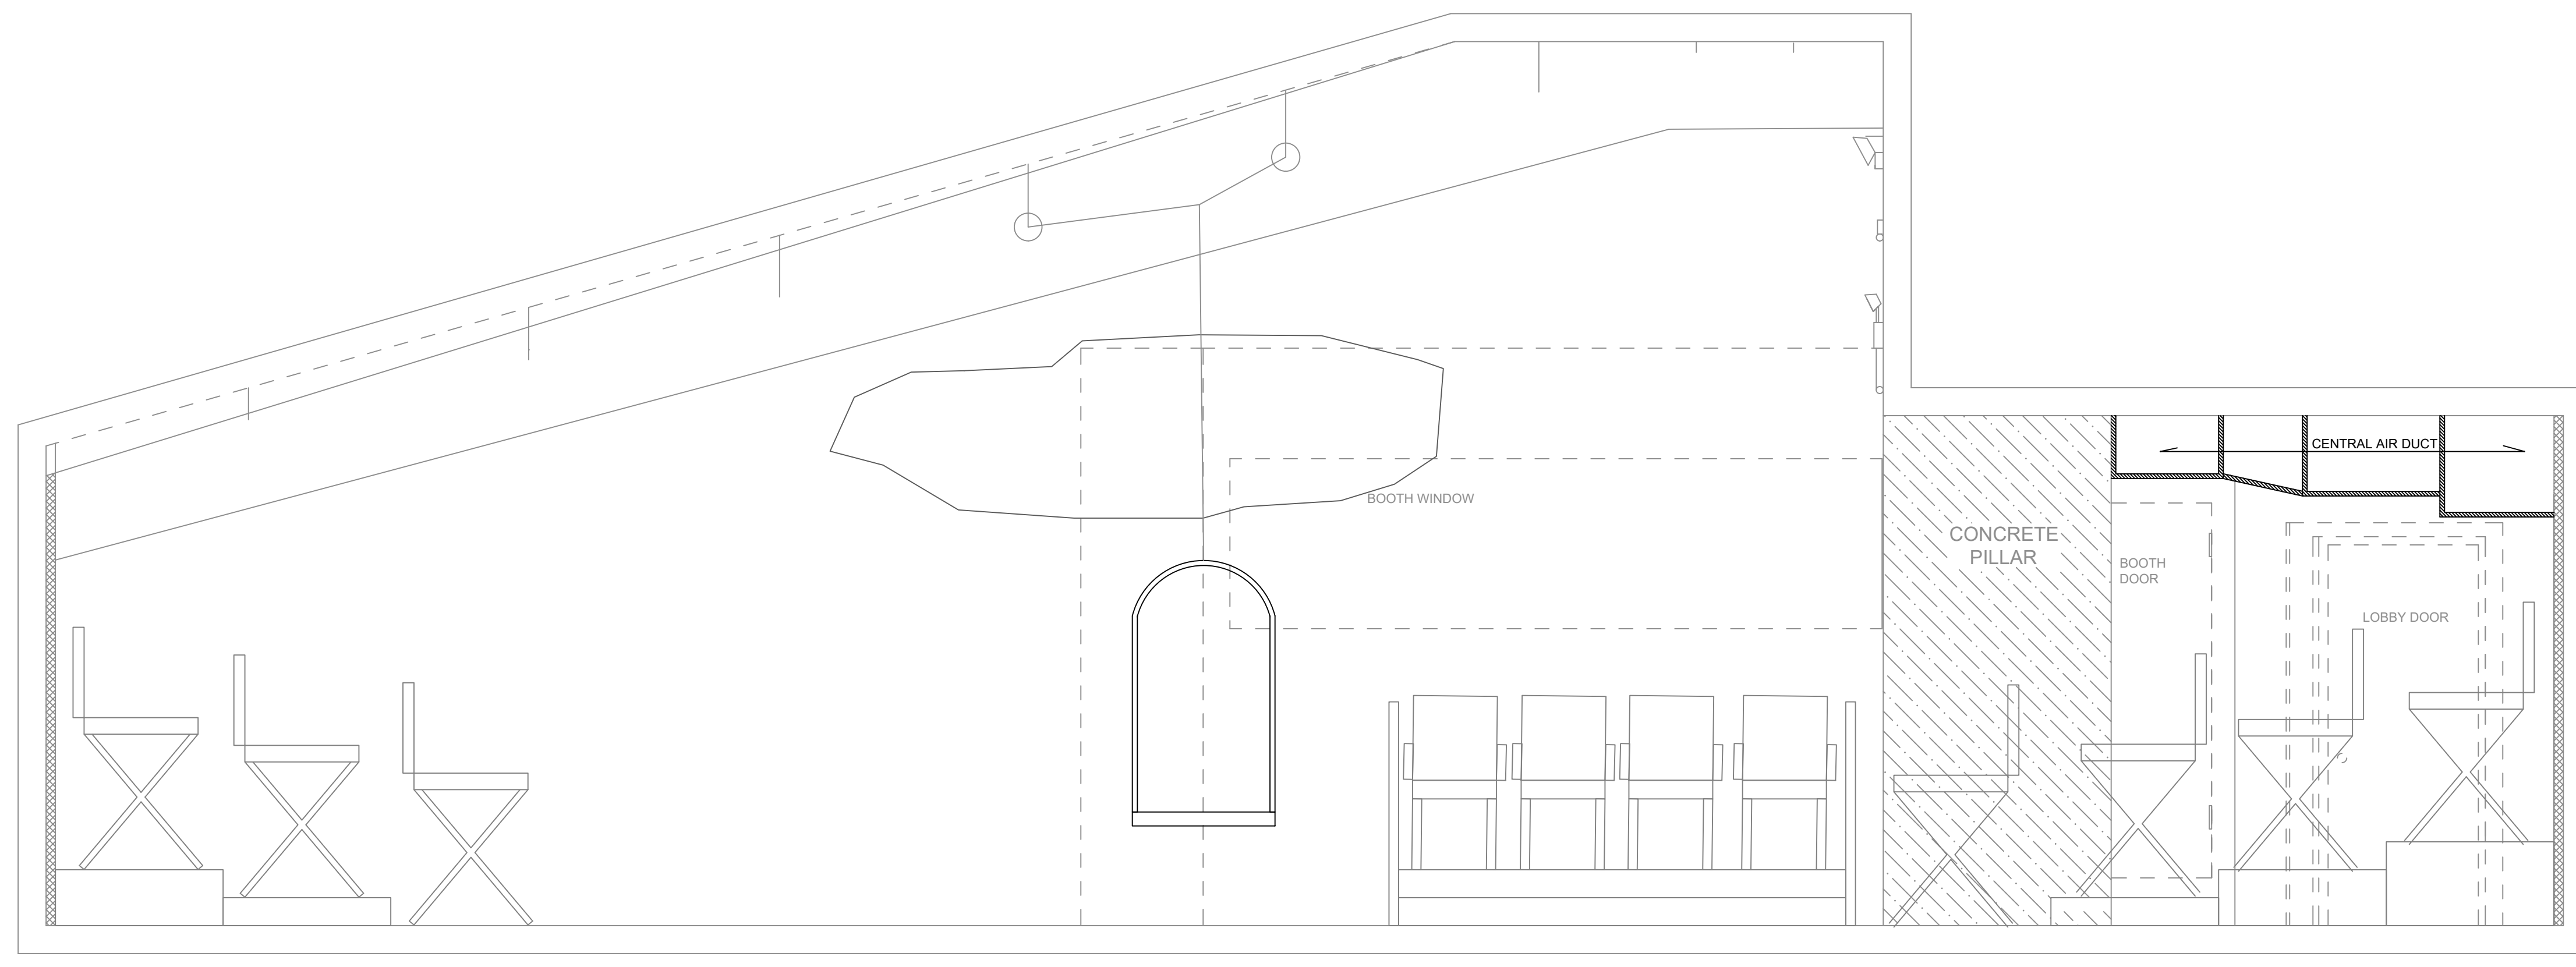 CENTRAL AIR DUCT
BOOTH WINDOW
CONCRETE
PILLAR
BOOTH
DOOR
LOBBY DOOR